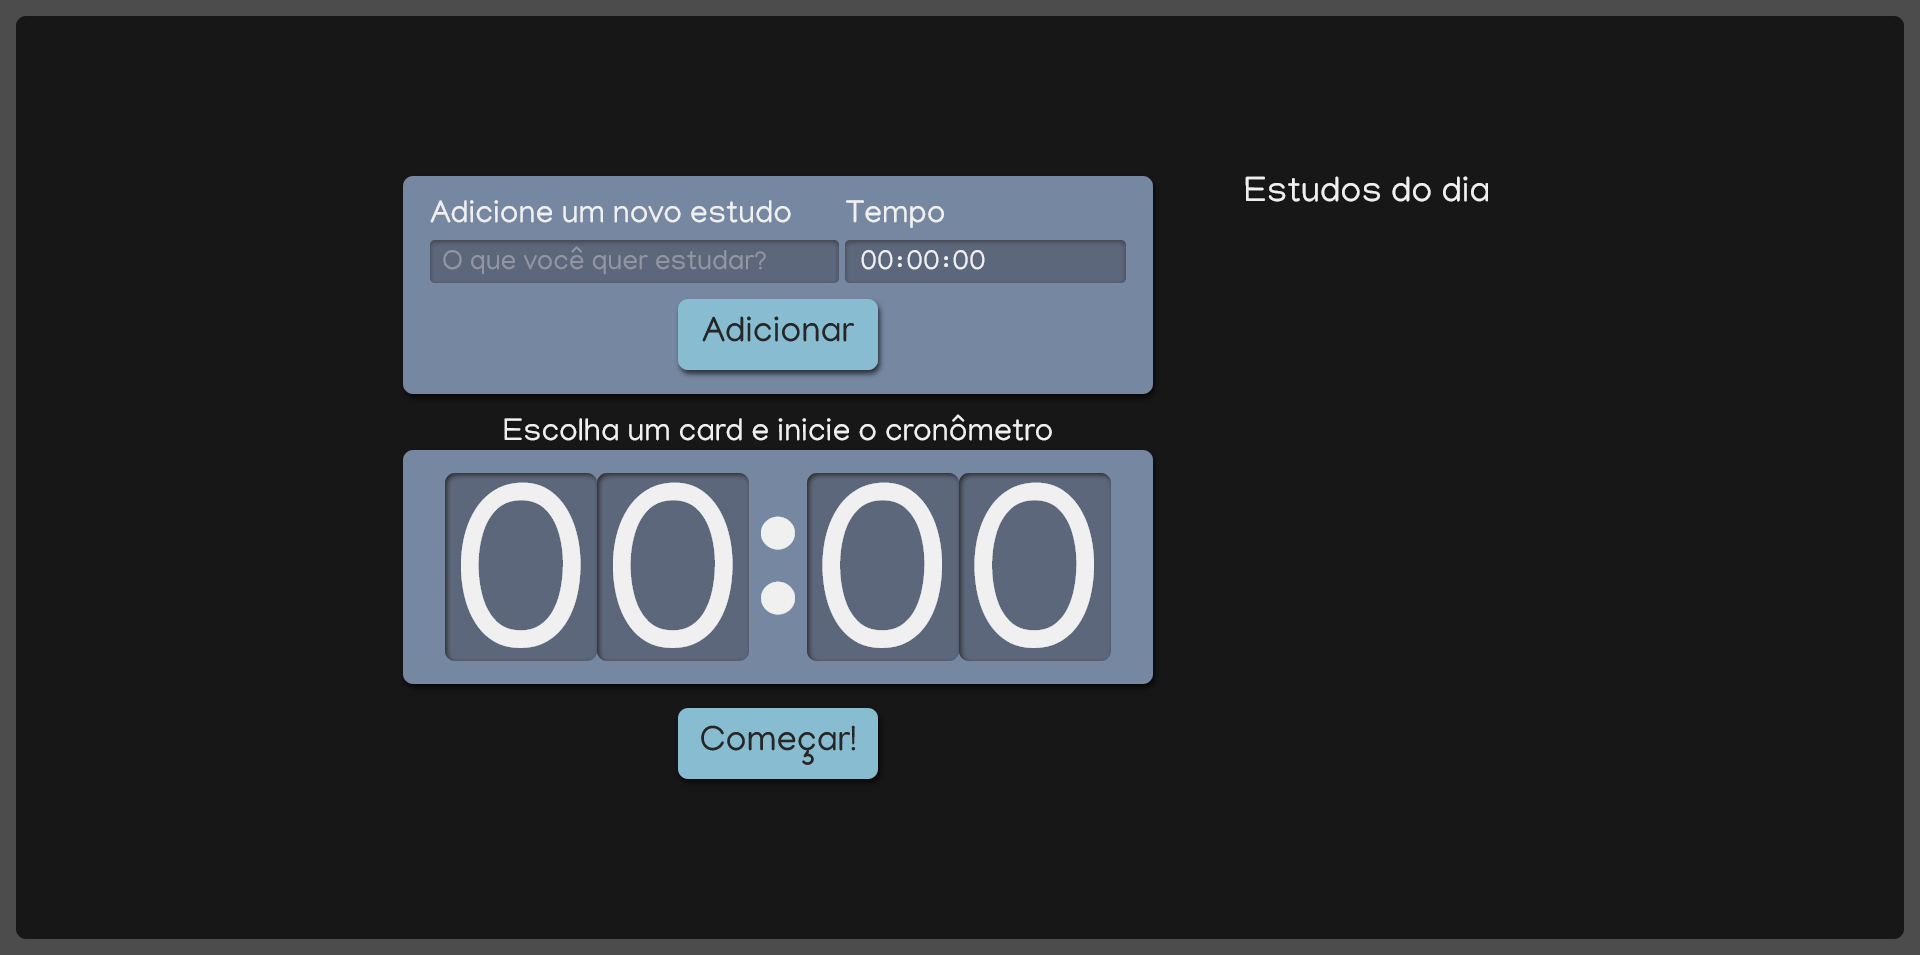 Adicione um novo estudo
Tempo
O que você quer estudar?
00:00:00
Adicionar
Escolha um card e inicie o cronômetro
00:00
Começar!
Estudos do dia